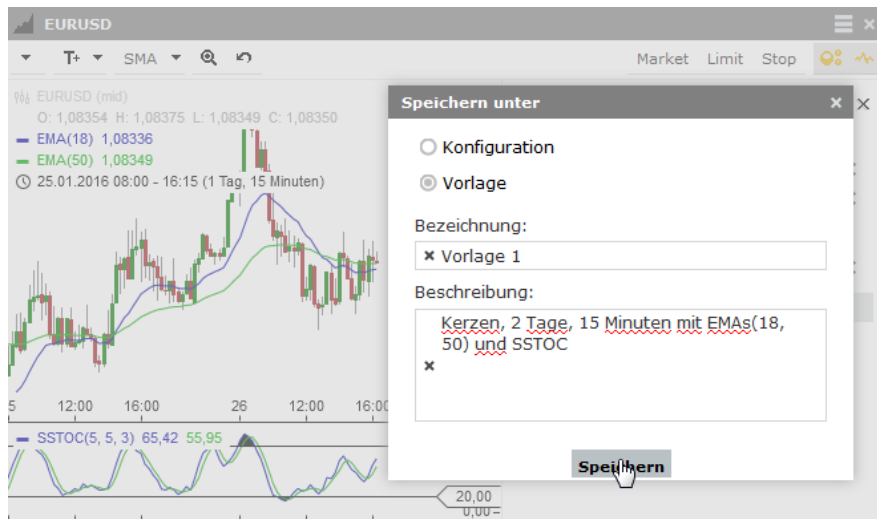 EURUSD
T+ SMA Market Limit Stop
EURUSD (mid)
O: 1,08354 H: 1,08375 L: 1,08349 C: 1,08350
EMA(18) 1,08336
EMA(50) 1,08349
25.01.2016 08:00 - 16:15 (1 Tag, 15 Minuten)
5 12:00 16:00 26 12:00 16:00
SSTOC(5, 5, 3) 65,42 55,95
20,00
0,00
Speichern unter
Konfiguration
Vorlage
Bezeichnung:
Vorlage 1
Beschreibung:
Kerzen, 2 Tage, 15 Minuten mit EMAs(18,
50) und SSTOC
Speichern